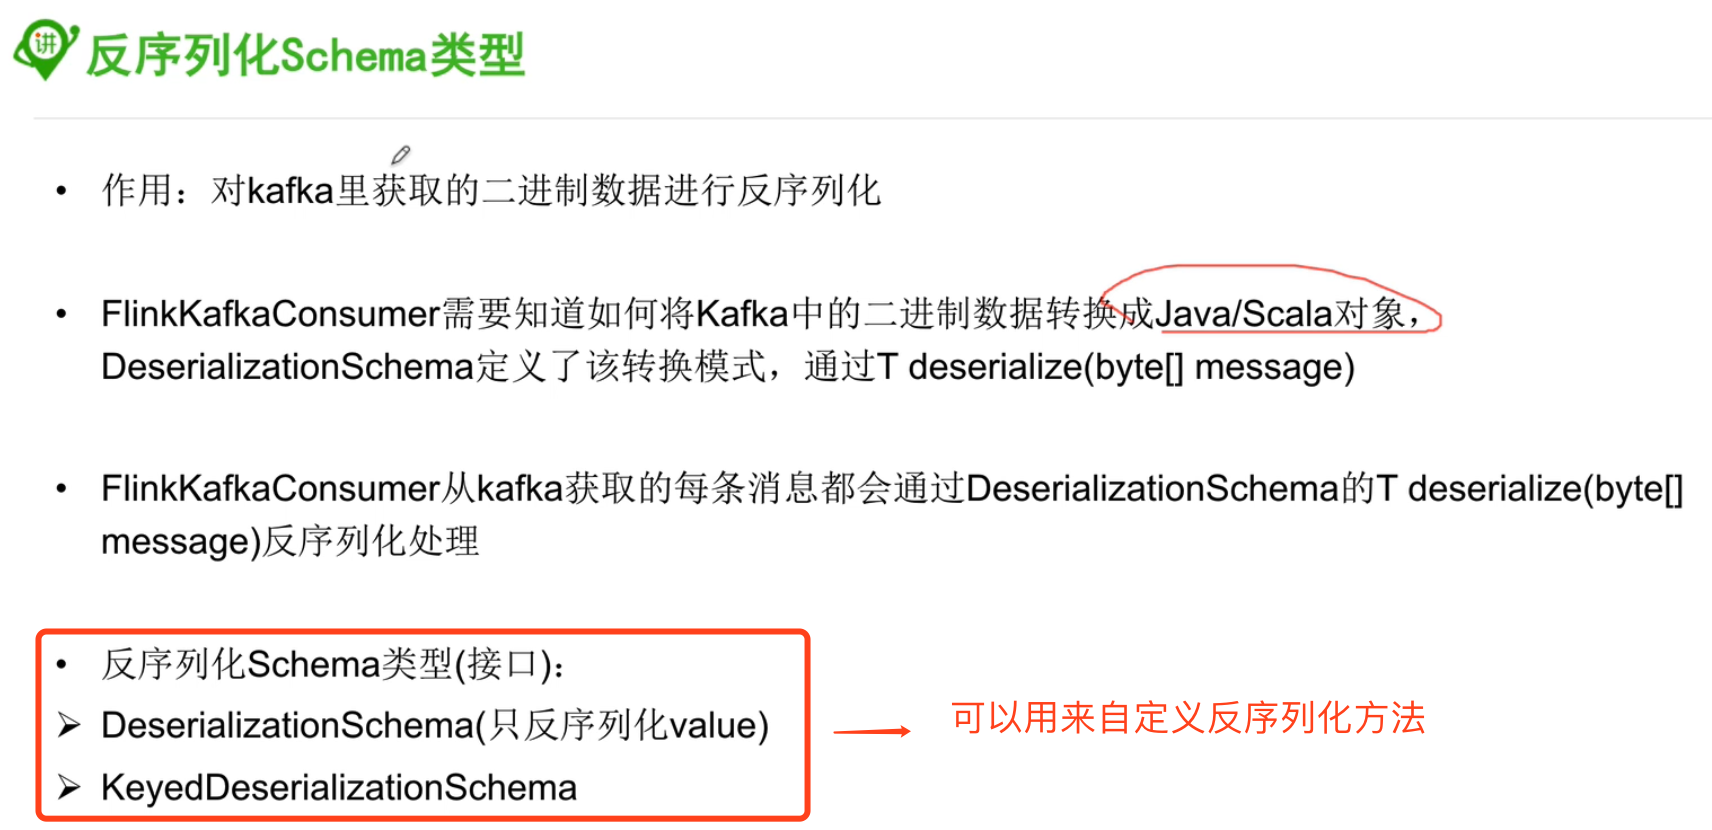 讲
反序列化Schema类型
• 作用：对kafka里获取的二进制数据进行反序列化
• FlinkKafkaConsumer需要知道如何将Kafka中的二进制数据转换成Java/Scala对象，
DeserializationSchema定义了该转换模式，通过T deserialize(byte[] message)
• FlinkKafkaConsumer从kafka获取的每条消息都会通过DeserializationSchema的T deserialize(byte[]
message)反序列化处理
• 反序列化Schema类型(接口)：
➢ DeserializationSchema(只反序列化value)
可以用来自定义反序列化方法
➢ KeyedDeserializationSchema